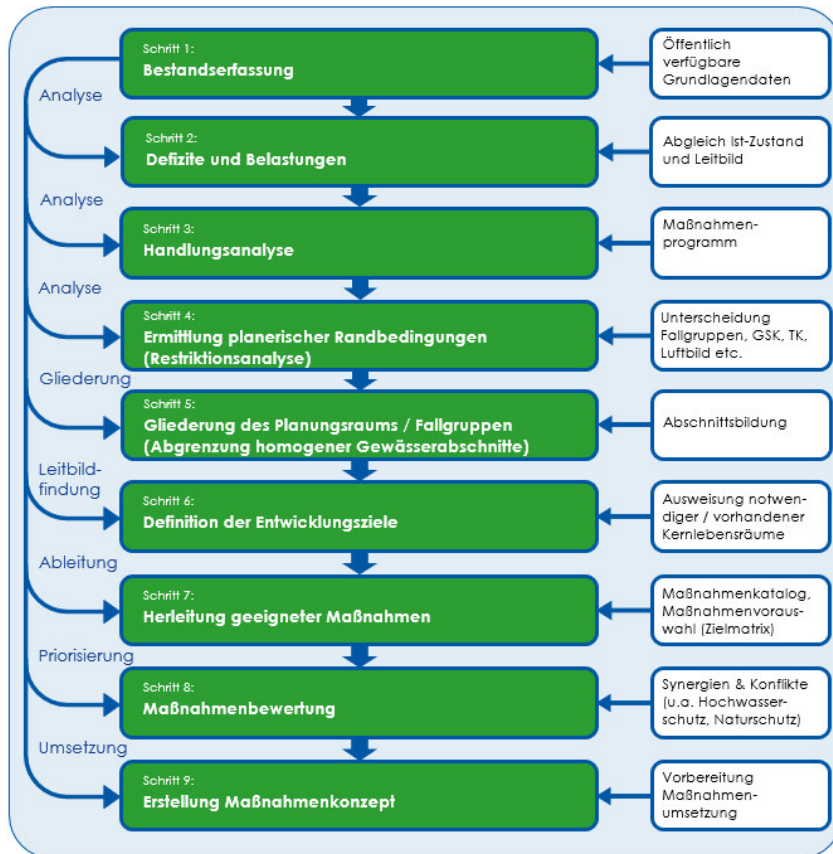 Schritt 1:
Bestandserfassung
Öffentlich
verfügbare
Grundlagendaten
Analyse
Schritt 2:
Defizite und Belastungen
Abgleich Ist-Zustand
und Leitbild
Analyse
Schritt 3:
Handlungsanalyse
Maßnahmen-
programm
Analyse
Schritt 4:
Ermittlung planerischer Randbedingungen
(Restriktionsanalyse)
Unterscheidung
Fallgruppen, GSK, TK,
Luftbild etc.
Gliederung
Schritt 5:
Gliederung des Planungsraums / Fallgruppen
(Abgrenzung homogener Gewässerabschnitte)
Abschnittsbildung
Leitbild-
findung
Schritt 6:
Definition der Entwicklungsziele
Ausweisung notwen-
diger / vorhandener
Kernlebensräume
Ableitung
Schritt 7:
Herleitung geeigneter Maßnahmen
Maßnahmenkatalog,
Maßnahmenvoraus-
wahl (Zielmatrix)
Priorisierung
Schritt 8:
Maßnahmenbewertung
Synergien & Konflikte
(u.a. Hochwasser-
schutz, Naturschutz)
Umsetzung
Schritt 9:
Erstellung Maßnahmenkonzept
Vorbereitung
Maßnahmen-
umsetzung